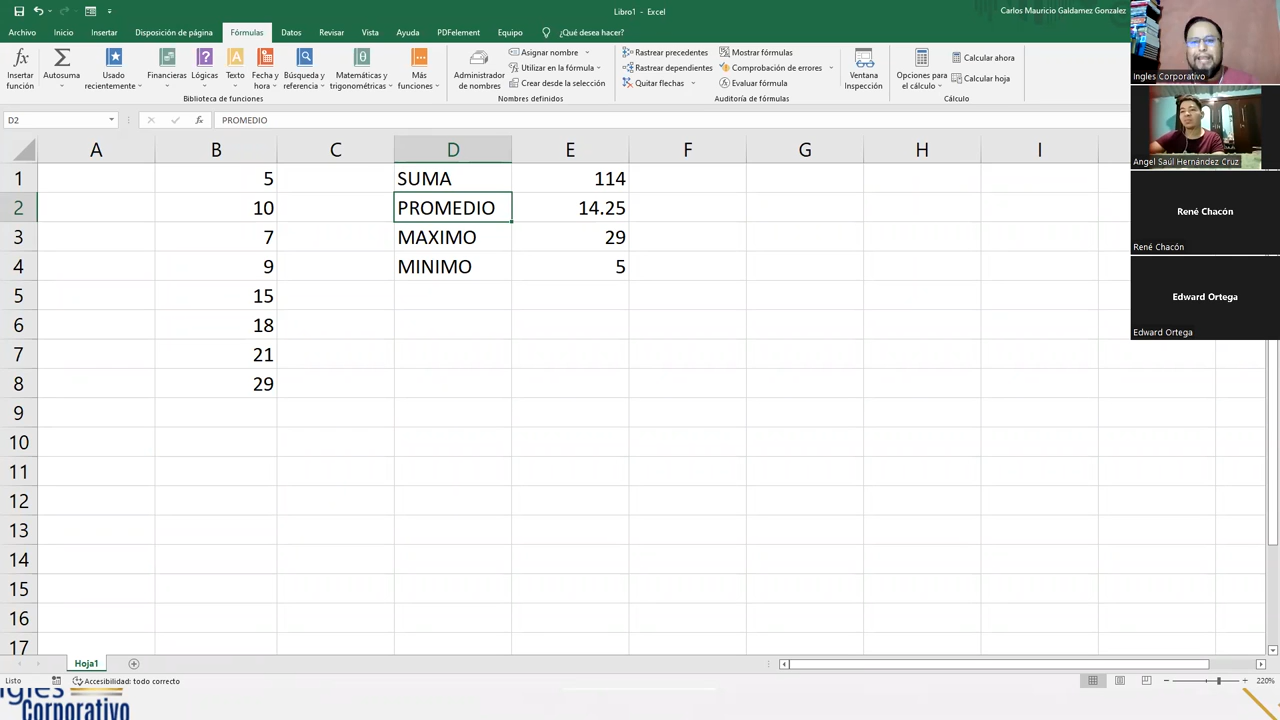 Libro1 - Excel
Carlos Mauricio Galdamez Gonzalez
Archivo Inicio Insertar Disposición de página Fórmulas Datos Revisar Vista Ayuda PDFelement Equipo ¿Qué desea hacer?
fx Insertar función
Σ Autosuma
Usado recientemente
Financieras
Lógicas
Texto
Fecha y hora
Búsqueda y referencia
Matemáticas y trigonométricas
Más funciones
Biblioteca de funciones
Administrador de nombres
Asignar nombre
Utilizar en la fórmula
Crear desde la selección
Nombres definidos
Rastrear precedentes
Rastrear dependientes
Quitar flechas
Mostrar fórmulas
Comprobación de errores
Evaluar fórmula
Auditoría de fórmulas
Ventana Inspección
Opciones para el cálculo
Calcular ahora
Calcular hoja
Cálculo
D2 fx PROMEDIO
A B C D E F G H I
1 5 SUMA 114
2 10 PROMEDIO 14.25
3 7 MAXIMO 29
4 9 MINIMO 5
5 15
6 18
7 21
8 29
9
10
11
12
13
14
15
16
17
Ingles Corporativo
Angel Saúl Hernández Cruz
René Chacón
René Chacón
Edward Ortega
Edward Ortega
Hoja1
Listo Accesibilidad: todo correcto 220%
Ingles
Corporativo